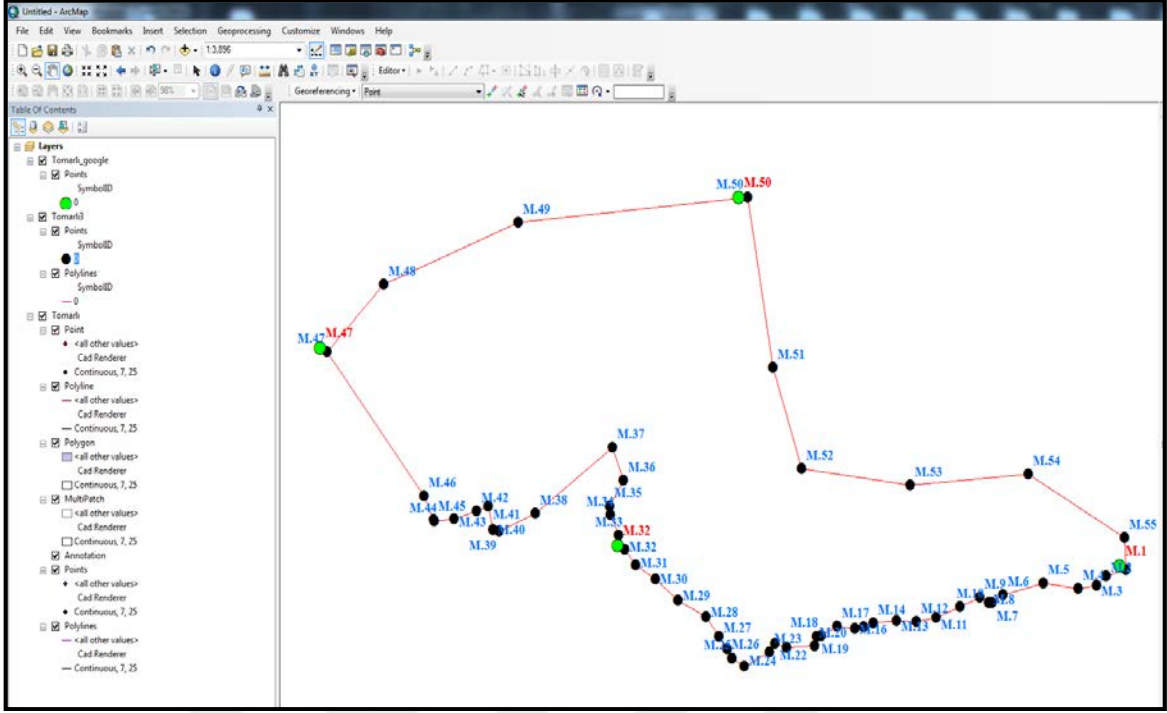 Untitled - ArcMap
File Edit View Bookmarks Insert Selection Geoprocessing Customize Windows Help
1:3,896
Editor
98%
Georeferencing Point
Table Of Contents
Layers
Tomarlı_google
Points
SymbolID
0
Tomarlı3
Points
SymbolID
0
Polylines
SymbolID
0
Tomarlı
Point
<all other values>
Cad Renderer
Continuous, 7, 25
Polyline
<all other values>
Cad Renderer
Continuous, 7, 25
Polygon
<all other values>
Cad Renderer
Continuous, 7, 25
MultiPatch
<all other values>
Cad Renderer
Continuous, 7, 25
Annotation
Points
<all other values>
Cad Renderer
Continuous, 7, 25
Polylines
<all other values>
Cad Renderer
Continuous, 7, 25
M.50 M.50
M.49
M.48
M.47 M.47
M.51
M.37
M.52
M.53
M.54
M.36
M.46
M.35
M.42
M.44 M.45
M.43
M.41
M.38
M.34
M.33
M.40
M.39
M.32
M.32
M.55
M.1
M.31
M.30
M.5
M.4
M.3
M.9 M.6
M.8
M.7
M.29
M.28
M.12
M.11
M.14
M.13
M.17
M.16
M.18
M.20
M.19
M.27
M.26
M.23
M.22
M.24